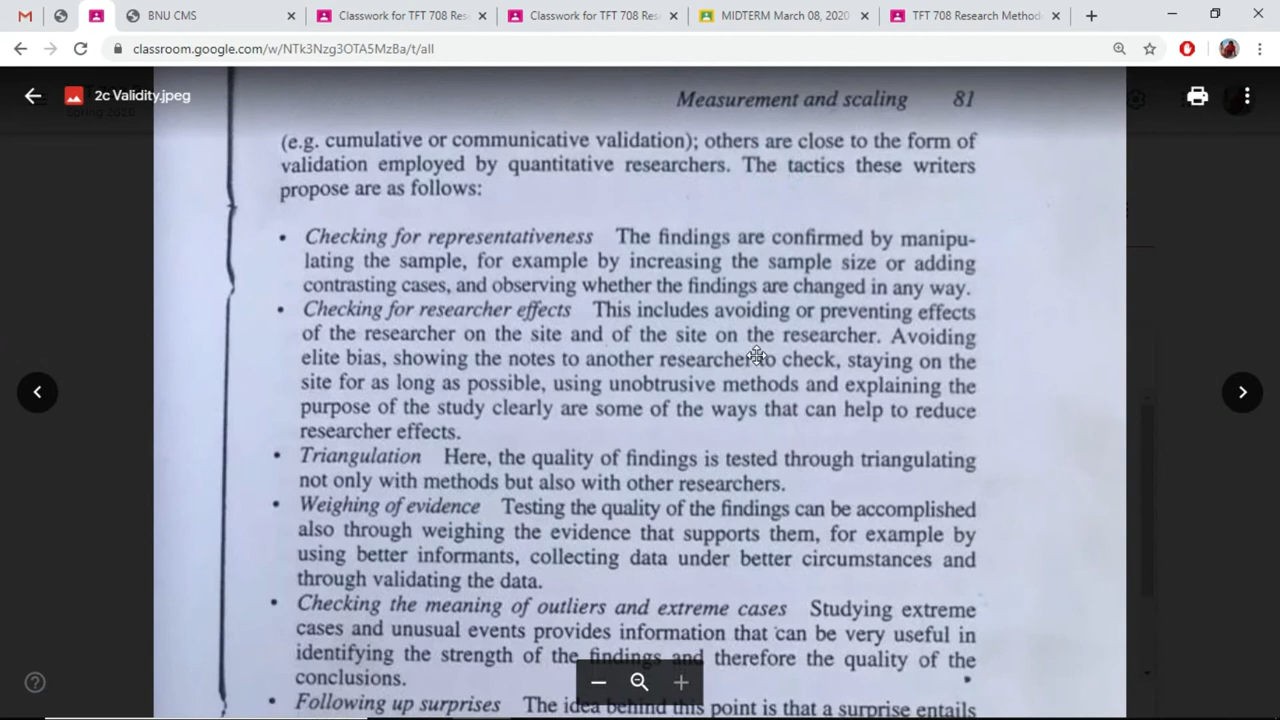 BNU CMS
Classwork for TFT 708 Res
Classwork for TFT 708 Res
MIDTERM March 08, 2020
TFT 708 Research Method
classroom.google.com/w/NTk3Nzg3OTA5MzBa/t/all
2c Validity.jpeg
Measurement and scaling 81
(e.g. cumulative or communicative validation); others are close to the form of
validation employed by quantitative researchers. The tactics these writers
propose are as follows:
• Checking for representativeness The findings are confirmed by manipu-
lating the sample, for example by increasing the sample size or adding
contrasting cases, and observing whether the findings are changed in any way.
• Checking for researcher effects This includes avoiding or preventing effects
of the researcher on the site and of the site on the researcher. Avoiding
elite bias, showing the notes to another researcher to check, staying on the
site for as long as possible, using unobtrusive methods and explaining the
purpose of the study clearly are some of the ways that can help to reduce
researcher effects.
• Triangulation Here, the quality of findings is tested through triangulating
not only with methods but also with other researchers.
• Weighing of evidence Testing the quality of the findings can be accomplished
also through weighing the evidence that supports them, for example by
using better informants, collecting data under better circumstances and
through validating the data.
• Checking the meaning of outliers and extreme cases Studying extreme
cases and unusual events provides information that can be very useful in
identifying the strength of the findings and therefore the quality of the
conclusions.
• Following up surprises The idea behind this point is that a surprise entails